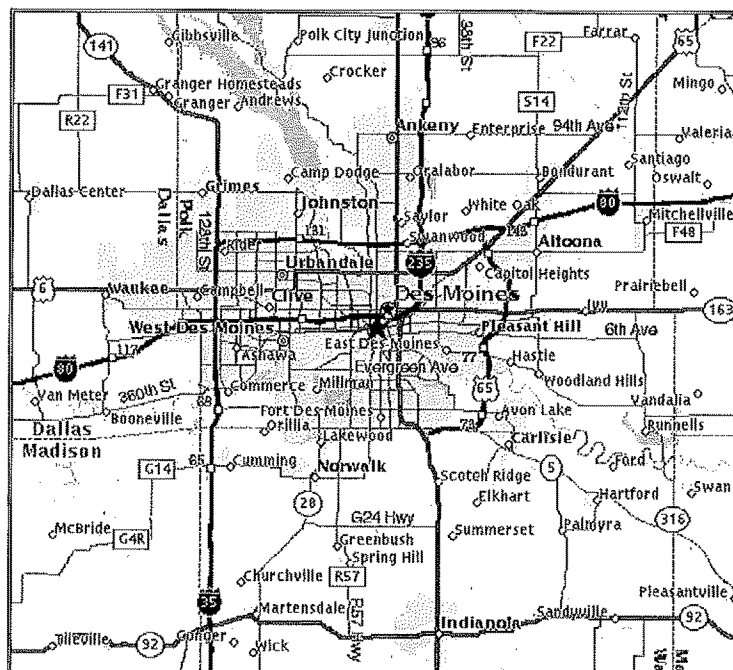 141
Gibbsville
Polk City Junction
96
38th St
F22
Farrar
65
Crocker
Granger Homesteads
F31
Granger
Andrews
S14
112th St
Mingo
R22
Ankeny
Enterprise
94th Ave
Valeria
Camp Dodge
Oralabor
Bondurant
Santiago
Oswalt
Dallas Center
Dallas
Polk
Grimes
Johnston
White Oak
80
Saylor
Mitchellville
128th St
Rider
131
Swanwood
143
Altoona
F48
Urbandale
235
Capitol Heights
6
Waukee
Campbell
Clive
Des Moines
Prairiebell
Ivy
163
West Des Moines
Pleasant Hill
6th Ave
117
Ashawa
East Des Moines
77
Hastie
80
Evergreen Ave
Van Meter
360th St
Commerce
Millman
65
Woodland Hills
Vandalia
Booneville
68
Fort Des Moines
Avon Lake
Dallas
Orillia
73
Runnells
Madison
Lakewood
Carlisle
G14
65
Cumming
Norwalk
Scotch Ridge
5
Ford
28
Elkhart
Hartford
Swan
McBride
G4R
G24 Hwy
Summerset
Palmyra
316
Greenbush
Spring Hill
Churchville
R57
Pleasantville
35
Martensdale
R57 Hwy
Indianola
Sandyville
92
92
Wick